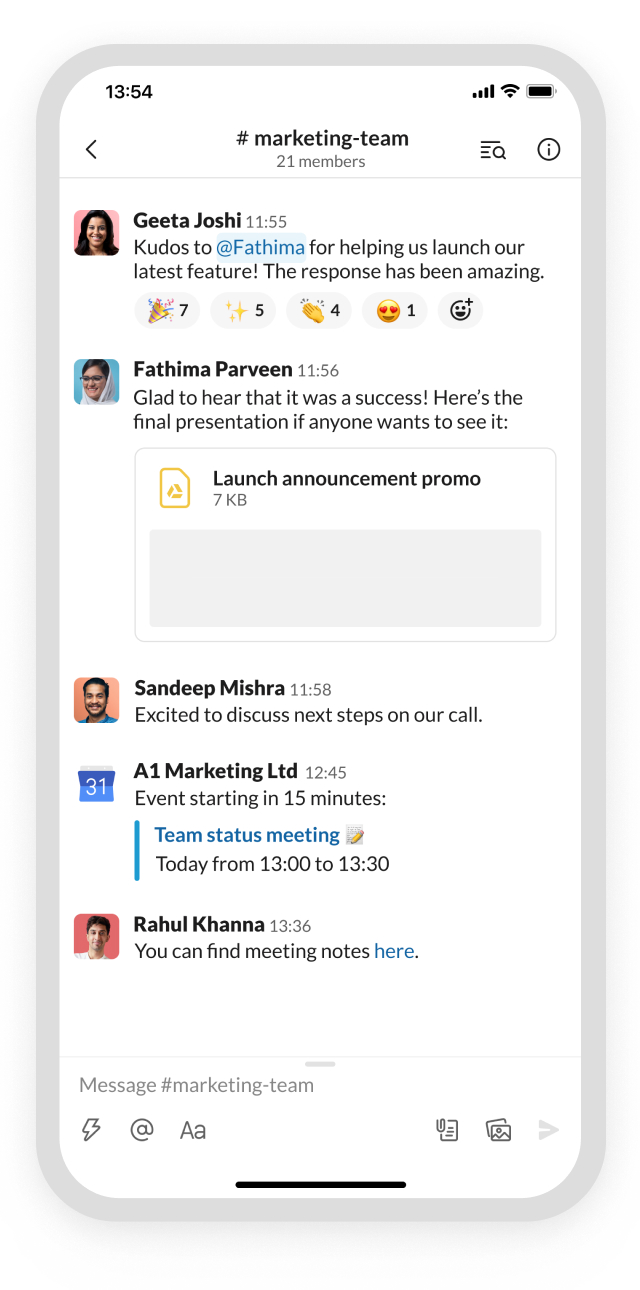 13:54
# marketing-team
21 members
Geeta Joshi 11:55
Kudos to @Fathima for helping us launch our
latest feature! The response has been amazing.
7 5 4 1
Fathima Parveen 11:56
Glad to hear that it was a success! Here’s the
final presentation if anyone wants to see it:
Launch announcement promo
7 KB
Sandeep Mishra 11:58
Excited to discuss next steps on our call.
31
A1 Marketing Ltd 12:45
Event starting in 15 minutes:
Team status meeting
Today from 13:00 to 13:30
Rahul Khanna 13:36
You can find meeting notes here.
Message #marketing-team
@ Aa